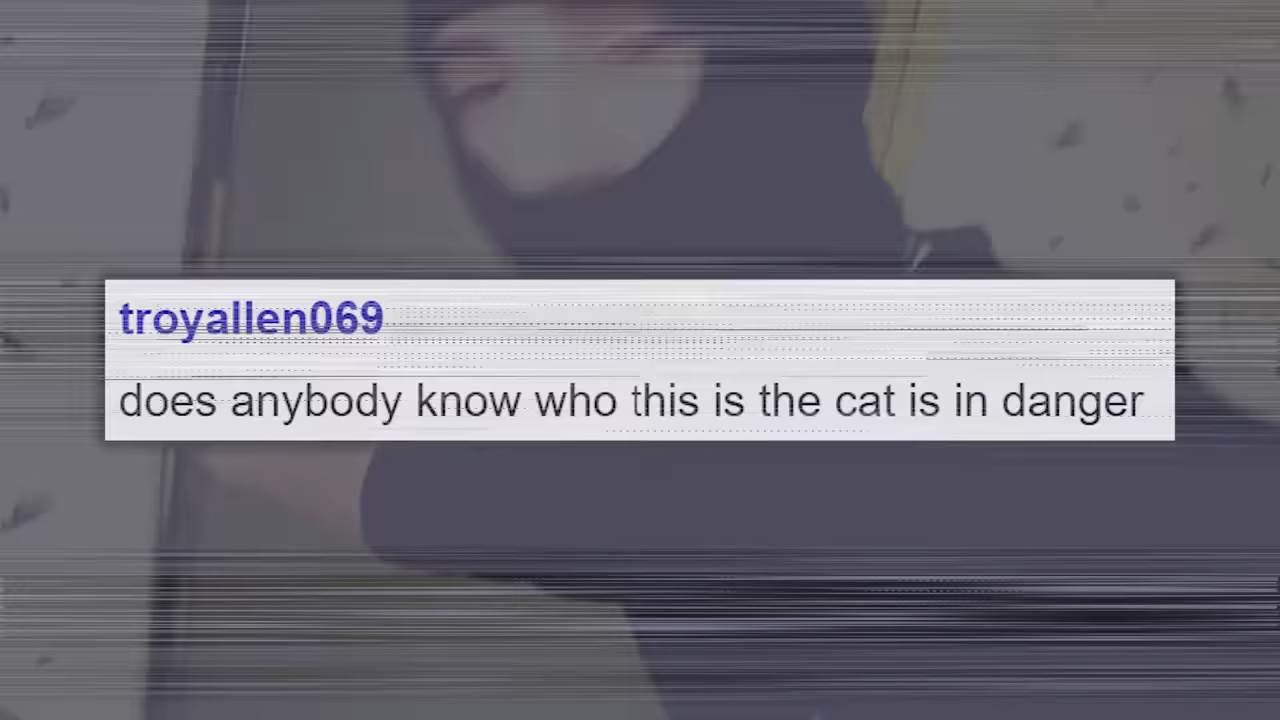 troyallen069
does anybody know who this is the cat is in danger